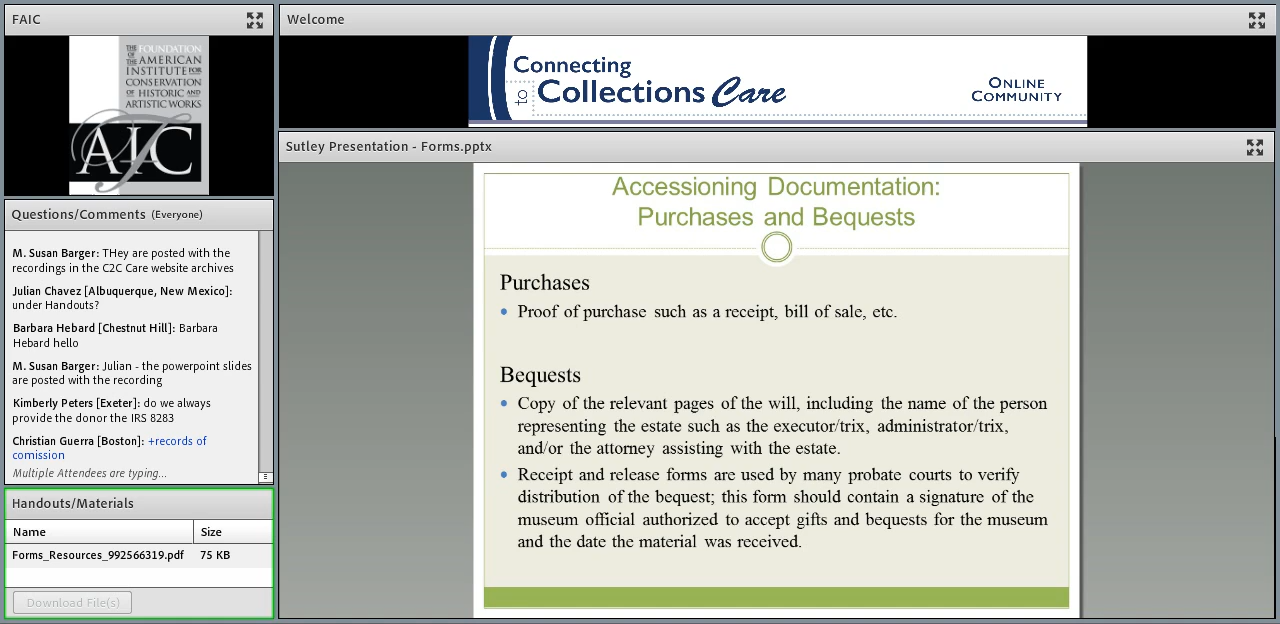 FAIC
THE FOUNDATION
OF THE AMERICAN
INSTITUTE FOR
CONSERVATION
OF HISTORIC AND
ARTISTIC WORKS
AIC
Questions/Comments (Everyone)
M. Susan Barger: THey are posted with the
recordings in the C2C Care website archives
Julian Chavez [Albuquerque, New Mexico]:
under Handouts?
Barbara Hebard [Chestnut Hill]: Barbara
Hebard hello
M. Susan Barger: Julian - the powerpoint slides
are posted with the recording
Kimberly Peters [Exeter]: do we always
provide the donor the IRS 8283
Christian Guerra [Boston]: +records of
comission
Multiple Attendees are typing...
Handouts/Materials
Name Size
Forms_Resources_992566319.pdf 75 KB
Download File(s)
Welcome
Connecting
to Collections Care
ONLINE
COMMUNITY
Sutley Presentation - Forms.pptx
Accessioning Documentation:
Purchases and Bequests
Purchases
• Proof of purchase such as a receipt, bill of sale, etc.
Bequests
• Copy of the relevant pages of the will, including the name of the person
representing the estate such as the executor/trix, administrator/trix,
and/or the attorney assisting with the estate.
• Receipt and release forms are used by many probate courts to verify
distribution of the bequest; this form should contain a signature of the
museum official authorized to accept gifts and bequests for the museum
and the date the material was received.